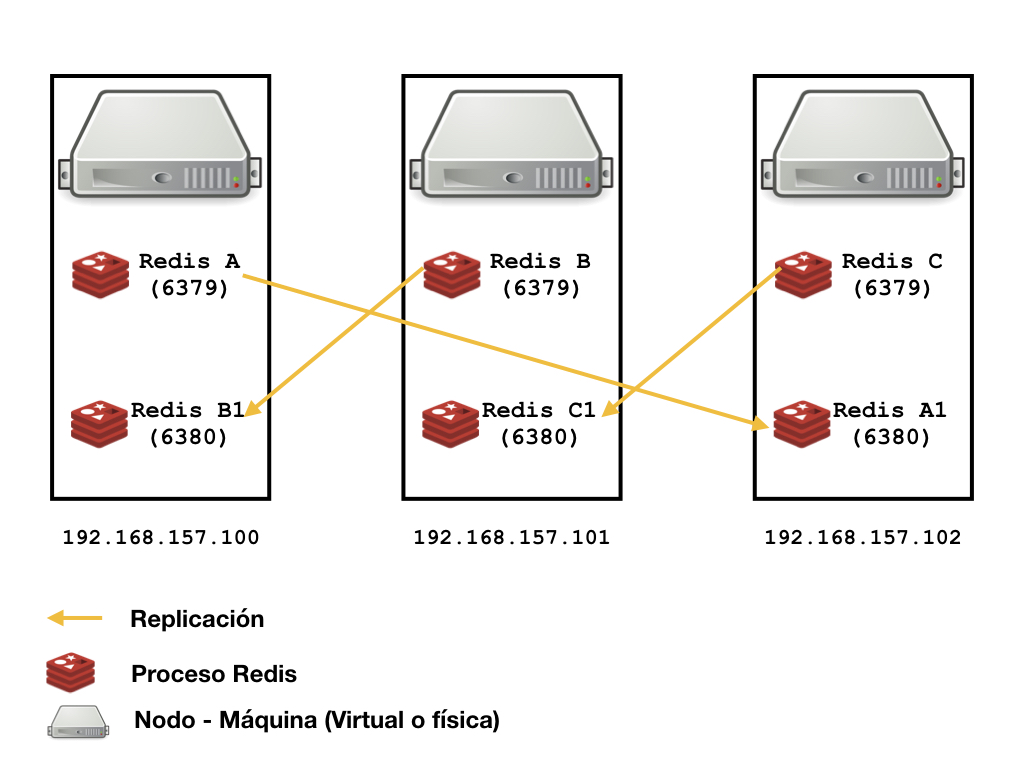 Redis A
(6379)
Redis B
(6379)
Redis C
(6379)
Redis B1
(6380)
Redis C1
(6380)
Redis A1
(6380)
192.168.157.100
192.168.157.101
192.168.157.102
Replicación
Proceso Redis
Nodo - Máquina (Virtual o física)